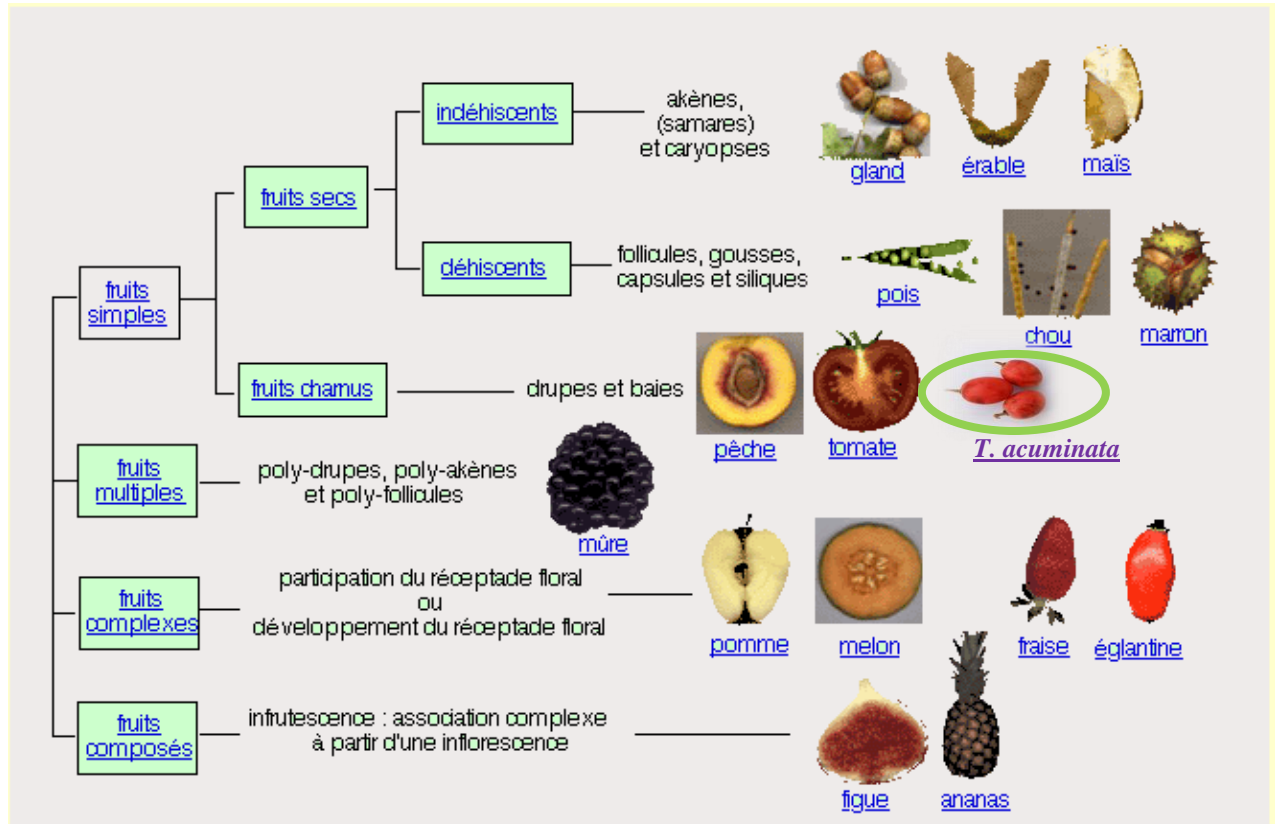 indéhiscents
akènes,
(samares)
et caryopses
gland
érable
maïs
fruits secs
déhiscents
follicules, gousses,
capsules et siliques
pois
chou
marron
fruits
simples
fruits charnus
drupes et baies
pêche
tomate
T. acuminata
fruits
multiples
poly-drupes, poly-akènes
et poly-follicules
mûre
fruits
complexes
participation du réceptacle floral
ou
développement du réceptacle floral
pomme
melon
fraise
églantine
fruits
composés
infrutescence : association complexe
à partir d'une inflorescence
figue
ananas